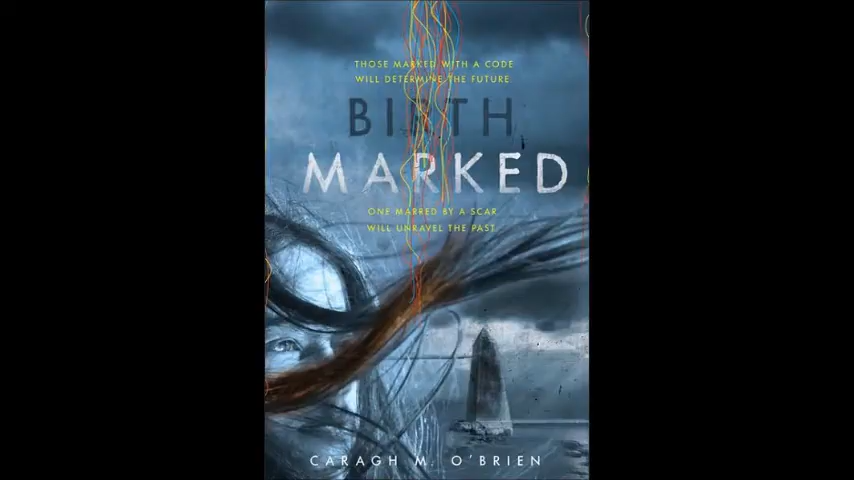 THOSE MARKED WITH A CODE
WILL DETERMINE THE FUTURE
BIRTH
MARKED
ONE MARRED BY A SCAR
WILL UNRAVEL THE PAST
CARAGH M. O'BRIEN